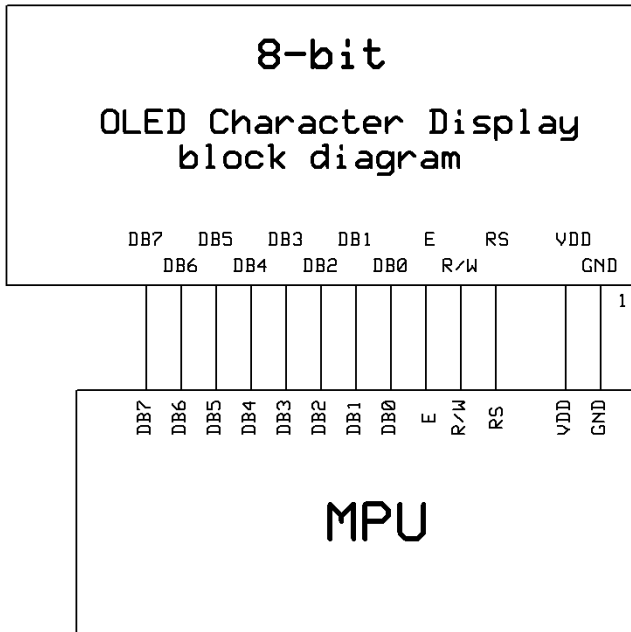 8-bit
OLED Character Display
block diagram
DB7 DB5 DB3 DB1 E RS VDD
DB6 DB4 DB2 DB0 R/W GND
1
DB7 DB6 DB5 DB4 DB3 DB2 DB1 DB0 E R/W RS VDD GND
MPU